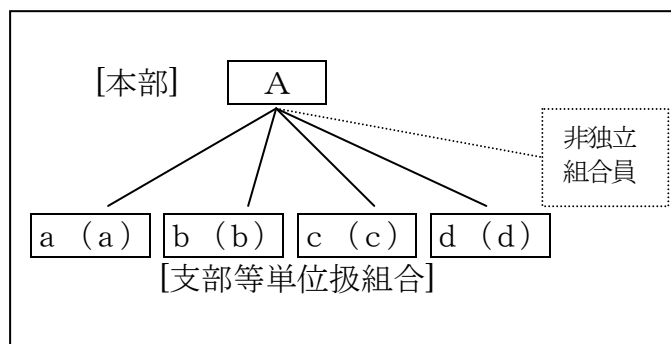 [本部] A
非独立
組合員
a （a） b （b） c （c） d （d）
[支部等単位扱組合]